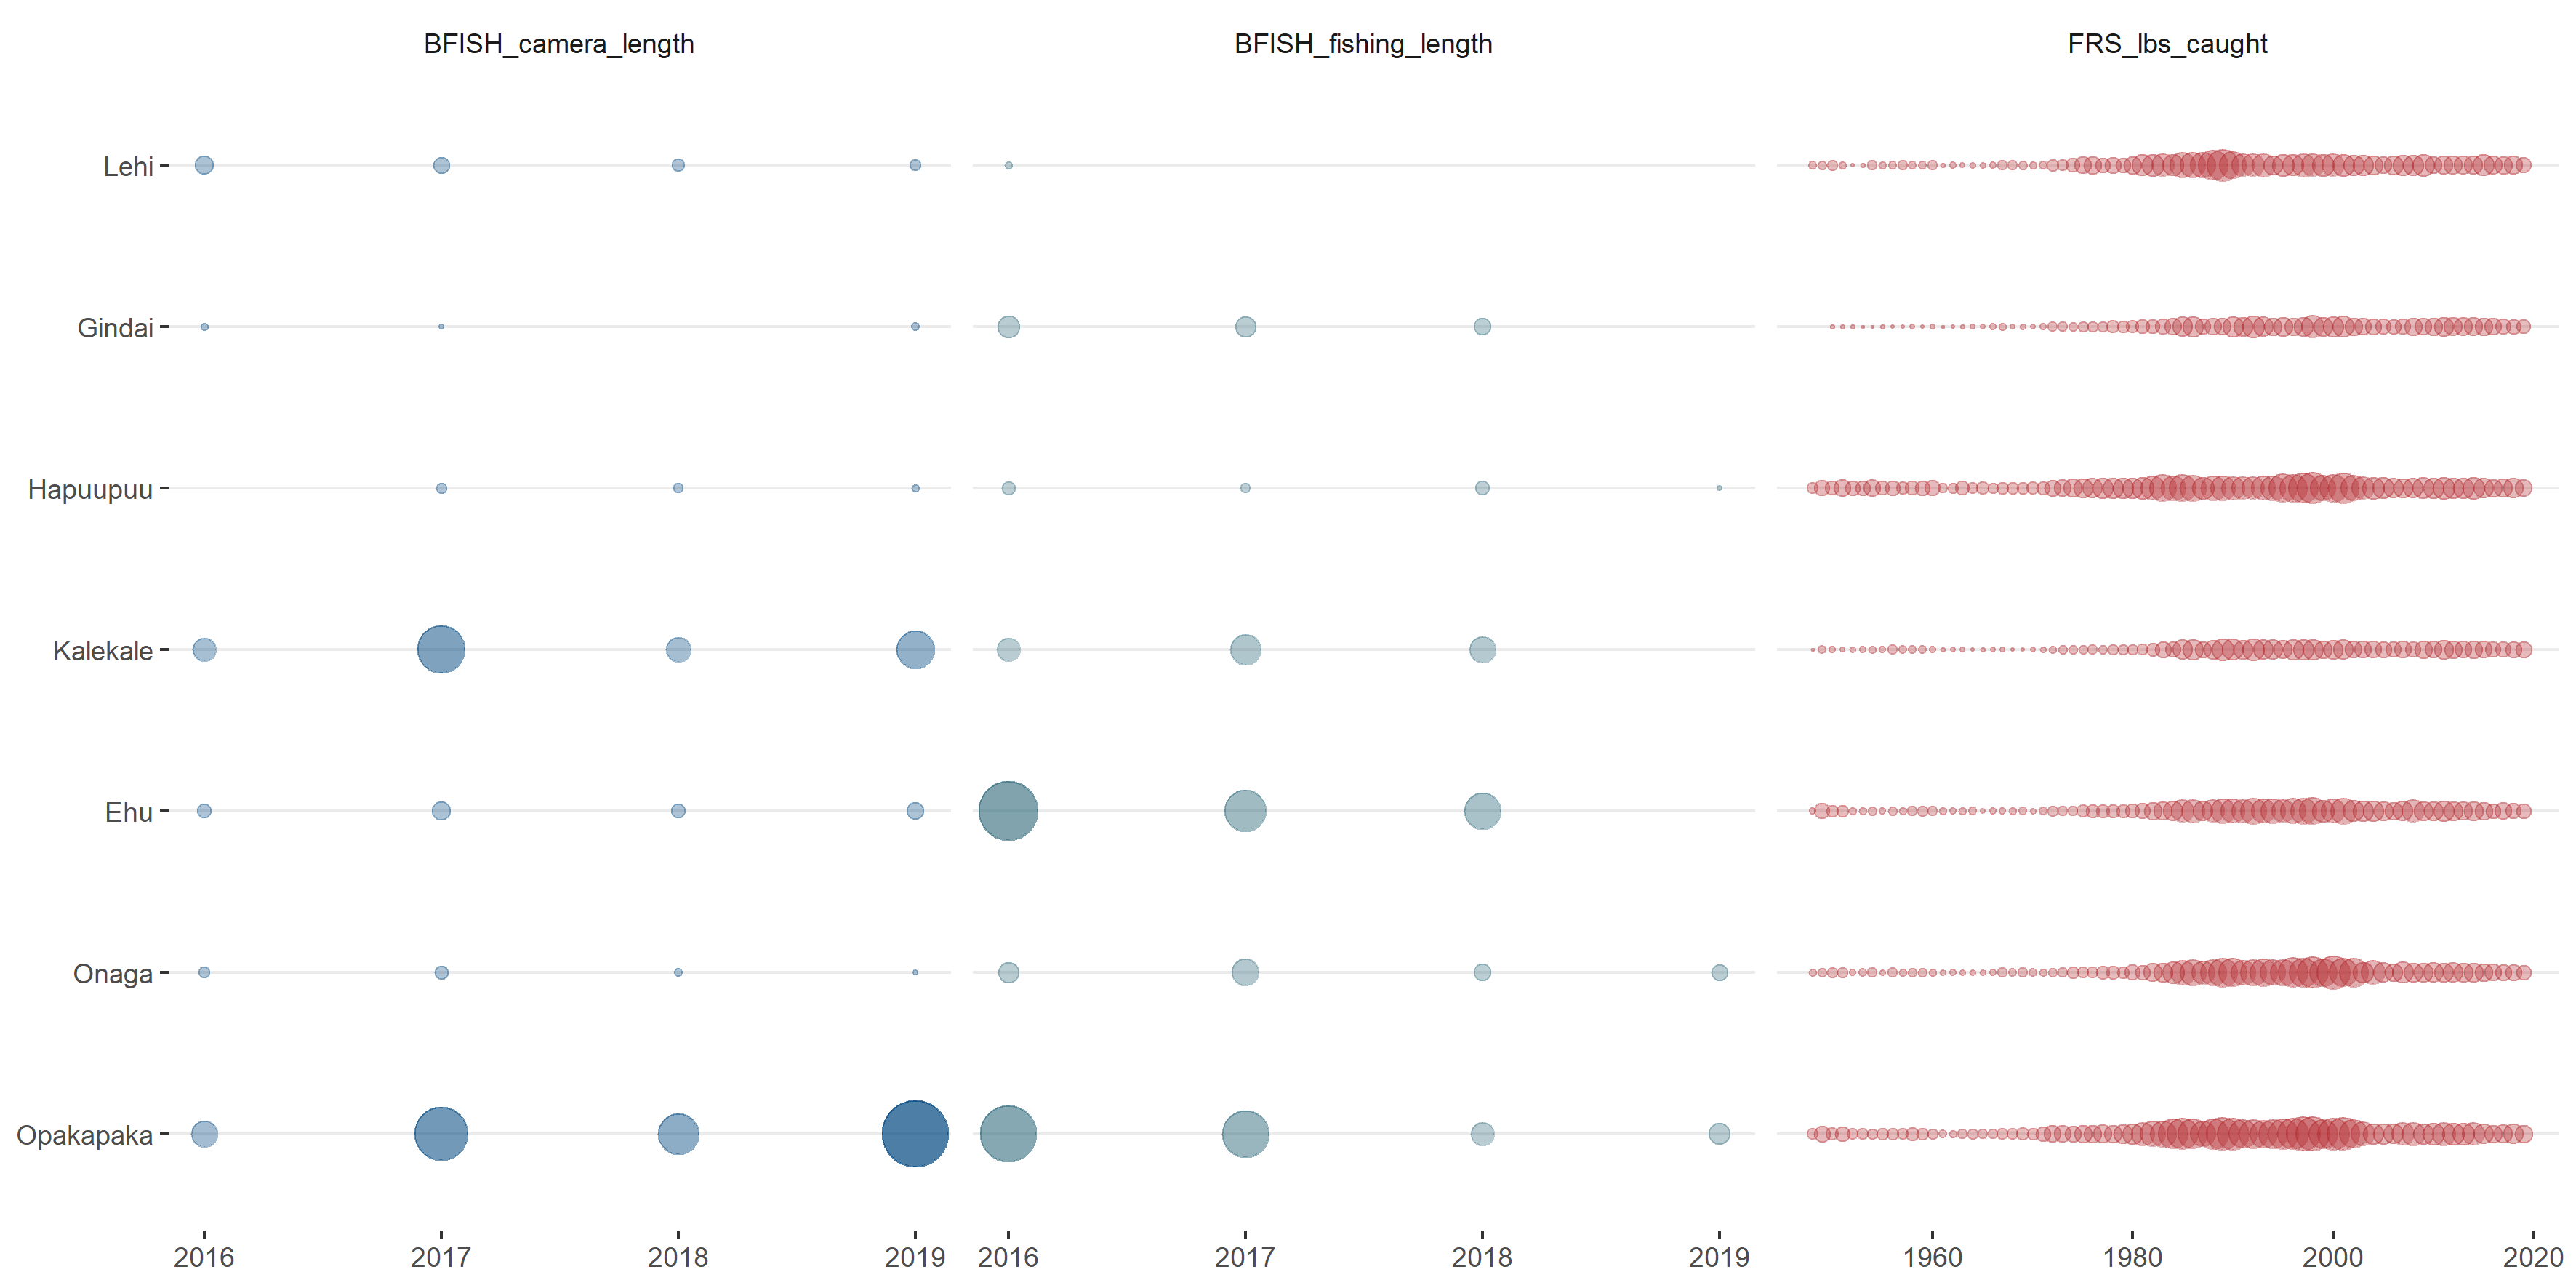 BFISH_camera_length BFISH_fishing_length FRS_lbs_caught
Lehi
Gindai
Hapuupuu
Kalekale
Ehu
Onaga
Opakapaka
2016 2017 2018 2019 2016 2017 2018 2019 1960 1980 2000 2020